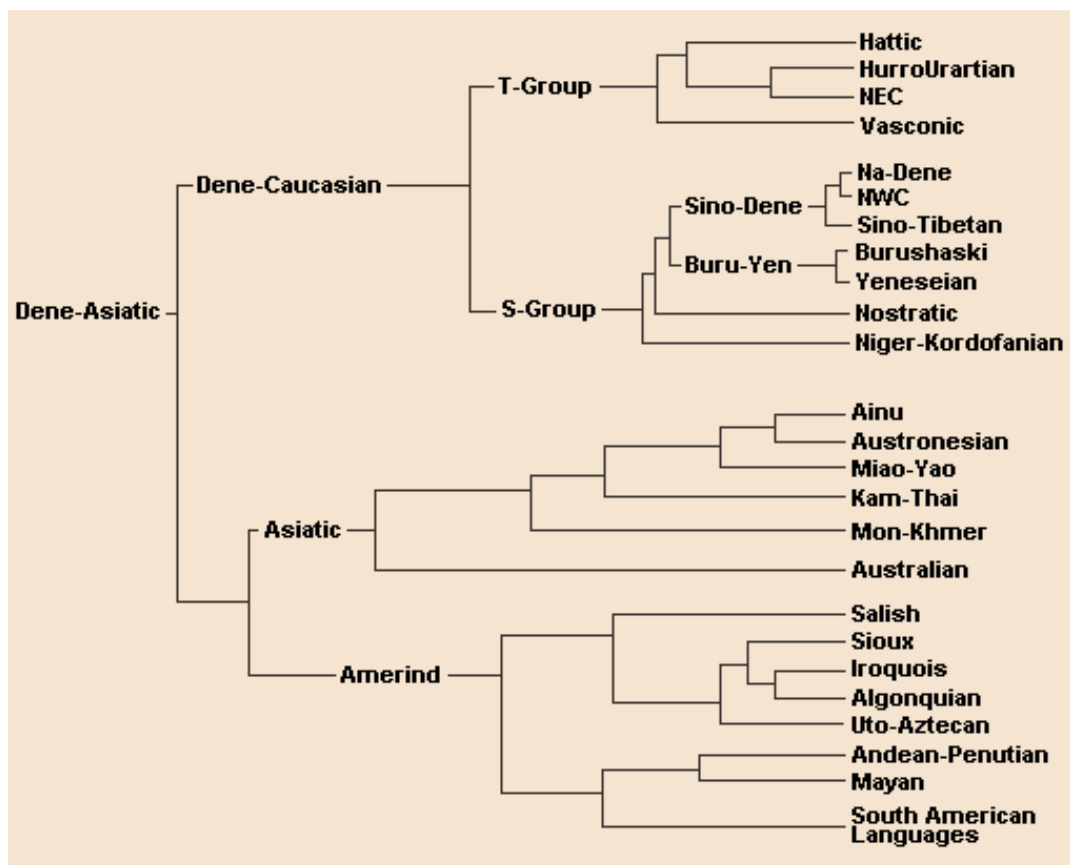 Hattic
HurroUrartian
T-Group
NEC
Vasconic
Na-Dene
Dene-Caucasian
NWC
Sino-Dene
Sino-Tibetan
Burushaski
Buru-Yen
Yeneseian
Dene-Asiatic
S-Group
Nostratic
Niger-Kordofanian
Ainu
Austronesian
Miao-Yao
Kam-Thai
Asiatic
Mon-Khmer
Australian
Salish
Sioux
Iroquois
Amerind
Algonquian
Uto-Aztecan
Andean-Penutian
Mayan
South American
Languages